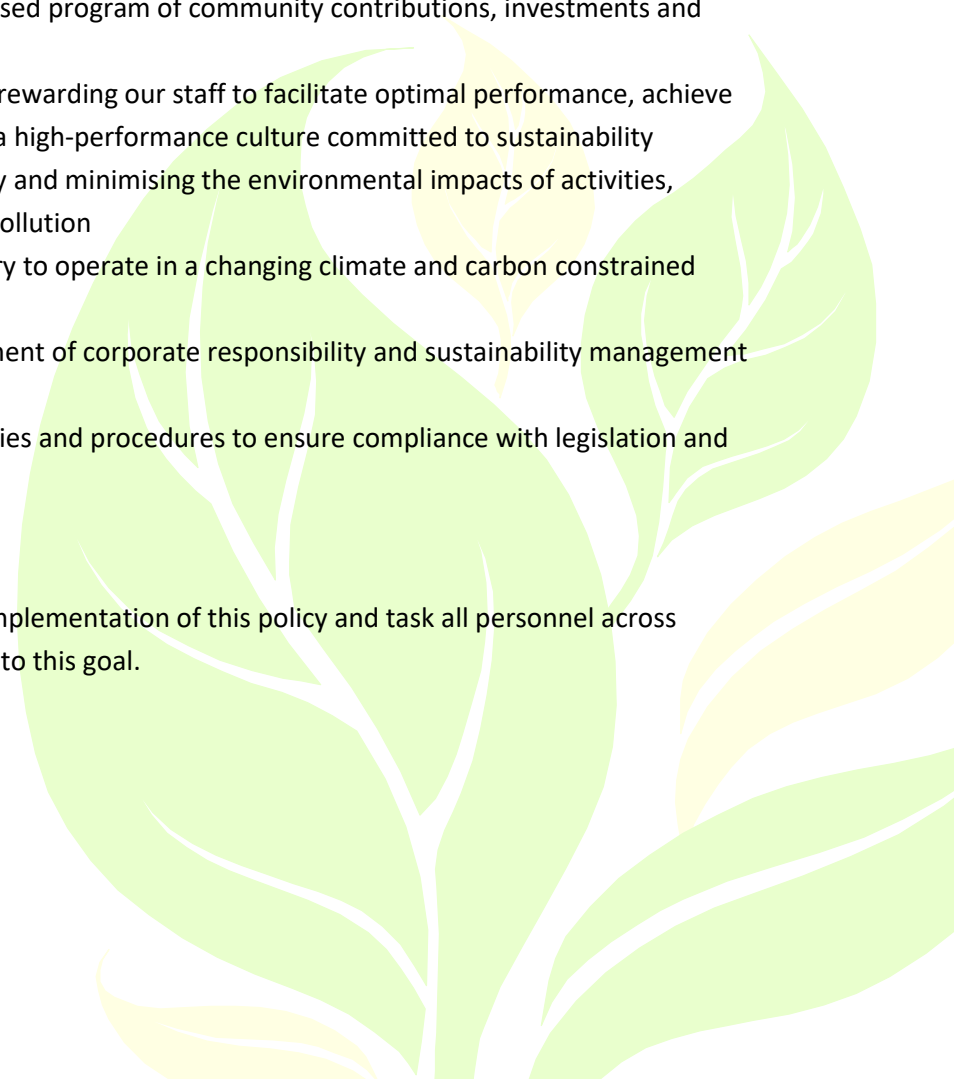 sed program of community contributions, investments and
rewarding our staff to facilitate optimal performance, achieve
a high-performance culture committed to sustainability
y and minimising the environmental impacts of activities,
ollution
ry to operate in a changing climate and carbon constrained
ent of corporate responsibility and sustainability management
ies and procedures to ensure compliance with legislation and
plementation of this policy and task all personnel across
to this goal.